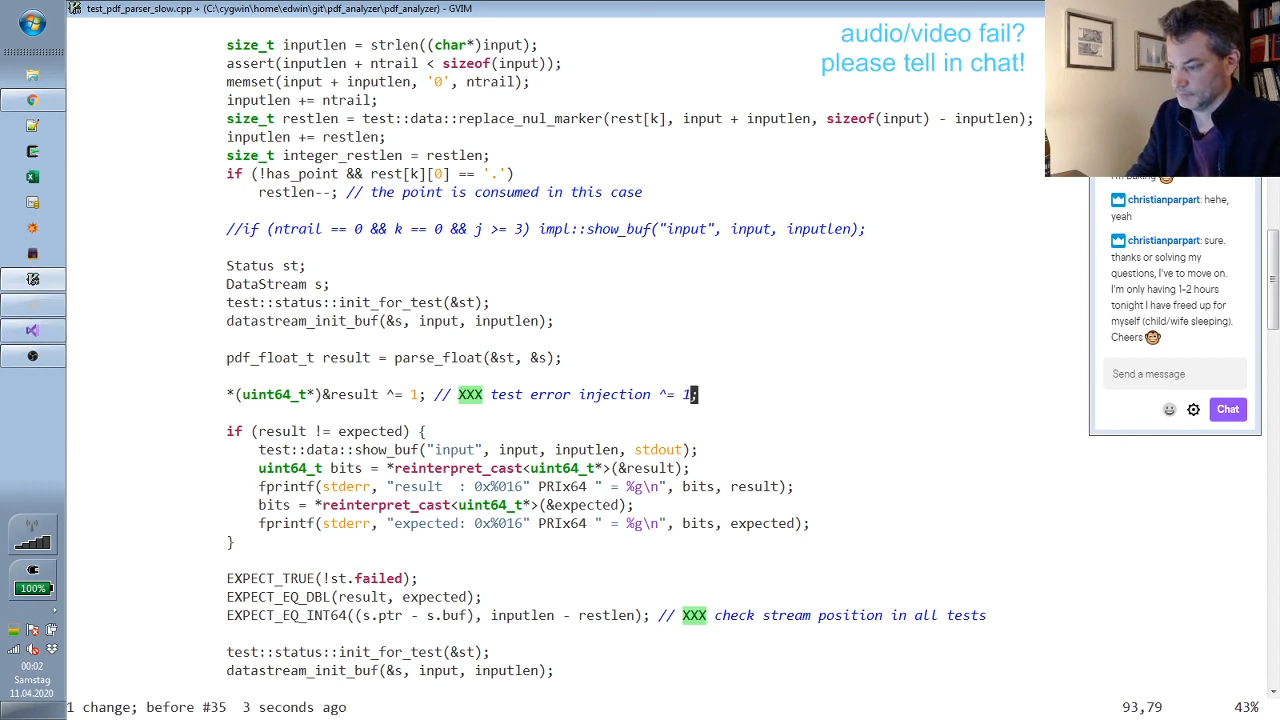 test_pdf_parser_slow.cpp + (C:\cygwin\home\edwin\git\pdf_analyzer\pdf_analyzer) - GVIM
size_t inputlen = strlen((char*)input);
assert(inputlen + ntrail < sizeof(input));
memset(input + inputlen, '0', ntrail);
inputlen += ntrail;
size_t restlen = test::data::replace_nul_marker(rest[k], input + inputlen, sizeof(input) - inputlen);
inputlen += restlen;
size_t integer_restlen = restlen;
if (!has_point && rest[k][0] == '.')
restlen--; // the point is consumed in this case
//if (ntrail == 0 && k == 0 && j >= 3) impl::show_buf("input", input, inputlen);
Status st;
DataStream s;
test::status::init_for_test(&st);
datastream_init_buf(&s, input, inputlen);
pdf_float_t result = parse_float(&st, &s);
*(uint64_t*)&result ^= 1; // XXX test error injection ^= 1;
if (result != expected) {
test::data::show_buf("input", input, inputlen, stdout);
uint64_t bits = *reinterpret_cast<uint64_t*>(&result);
fprintf(stderr, "result  : 0x%016" PRIx64 " = %g\n", bits, result);
bits = *reinterpret_cast<uint64_t*>(&expected);
fprintf(stderr, "expected: 0x%016" PRIx64 " = %g\n", bits, expected);
}
EXPECT_TRUE(!st.failed);
EXPECT_EQ_DBL(result, expected);
EXPECT_EQ_INT64((s.ptr - s.buf), inputlen - restlen); // XXX check stream position in all tests
test::status::init_for_test(&st);
datastream_init_buf(&s, input, inputlen);
1 change; before #35  3 seconds ago
93,79
43%
audio/video fail?
please tell in chat!
I'm baking
christianparpart: hehe,
yeah
christianparpart: sure.
thanks or solving my
questions, I've to move on.
I'm only having 1-2 hours
tonight I have freed up for
myself (child/wife sleeping).
Cheers
Send a message
Chat
100%
00:02
Samstag
11.04.2020